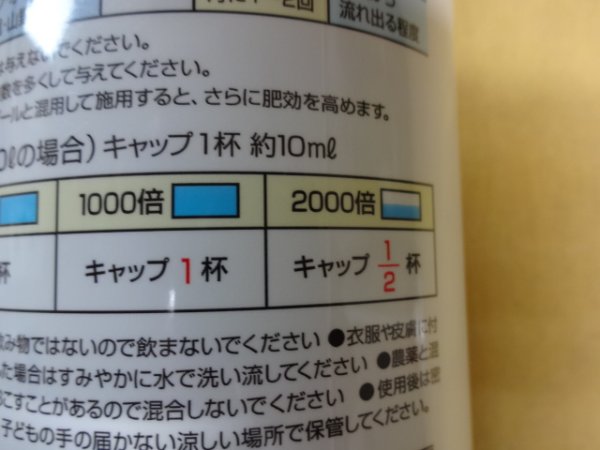 1~2回
流れ出る程度
与えないでください。
数を多くして与えてください。
ールと混用して施用すると、さらに肥効を高めます。
0ℓの場合) キャップ1杯 約10mℓ
1000倍 2000倍
杯 キャップ 1 杯 キャップ 1/2 杯
飲み物ではないので飲まないでください ●衣服や皮膚に付
た場合はすみやかに水で洗い流してください ●農薬と混
こすことがあるので混合しないでください ●使用後は密
子どもの手の届かない涼しい場所で保管してください。